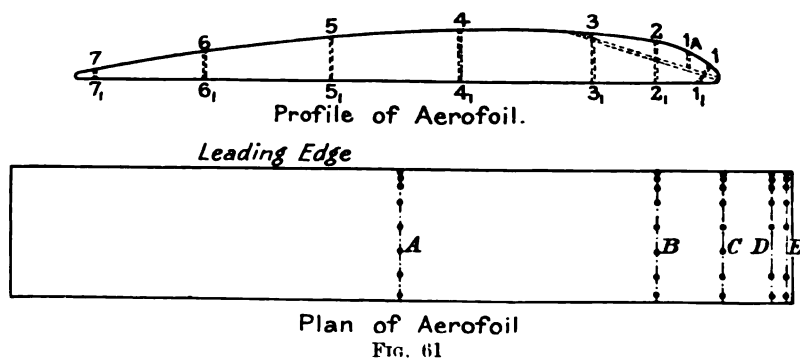 7 6 5 4 3 2 1A 1
7₁ 6₁ 5₁ 4₁ 3₁ 2₁ 1₁
Profile of Aerofoil.
Leading Edge
A B C D E
Plan of Aerofoil
FIG. 61